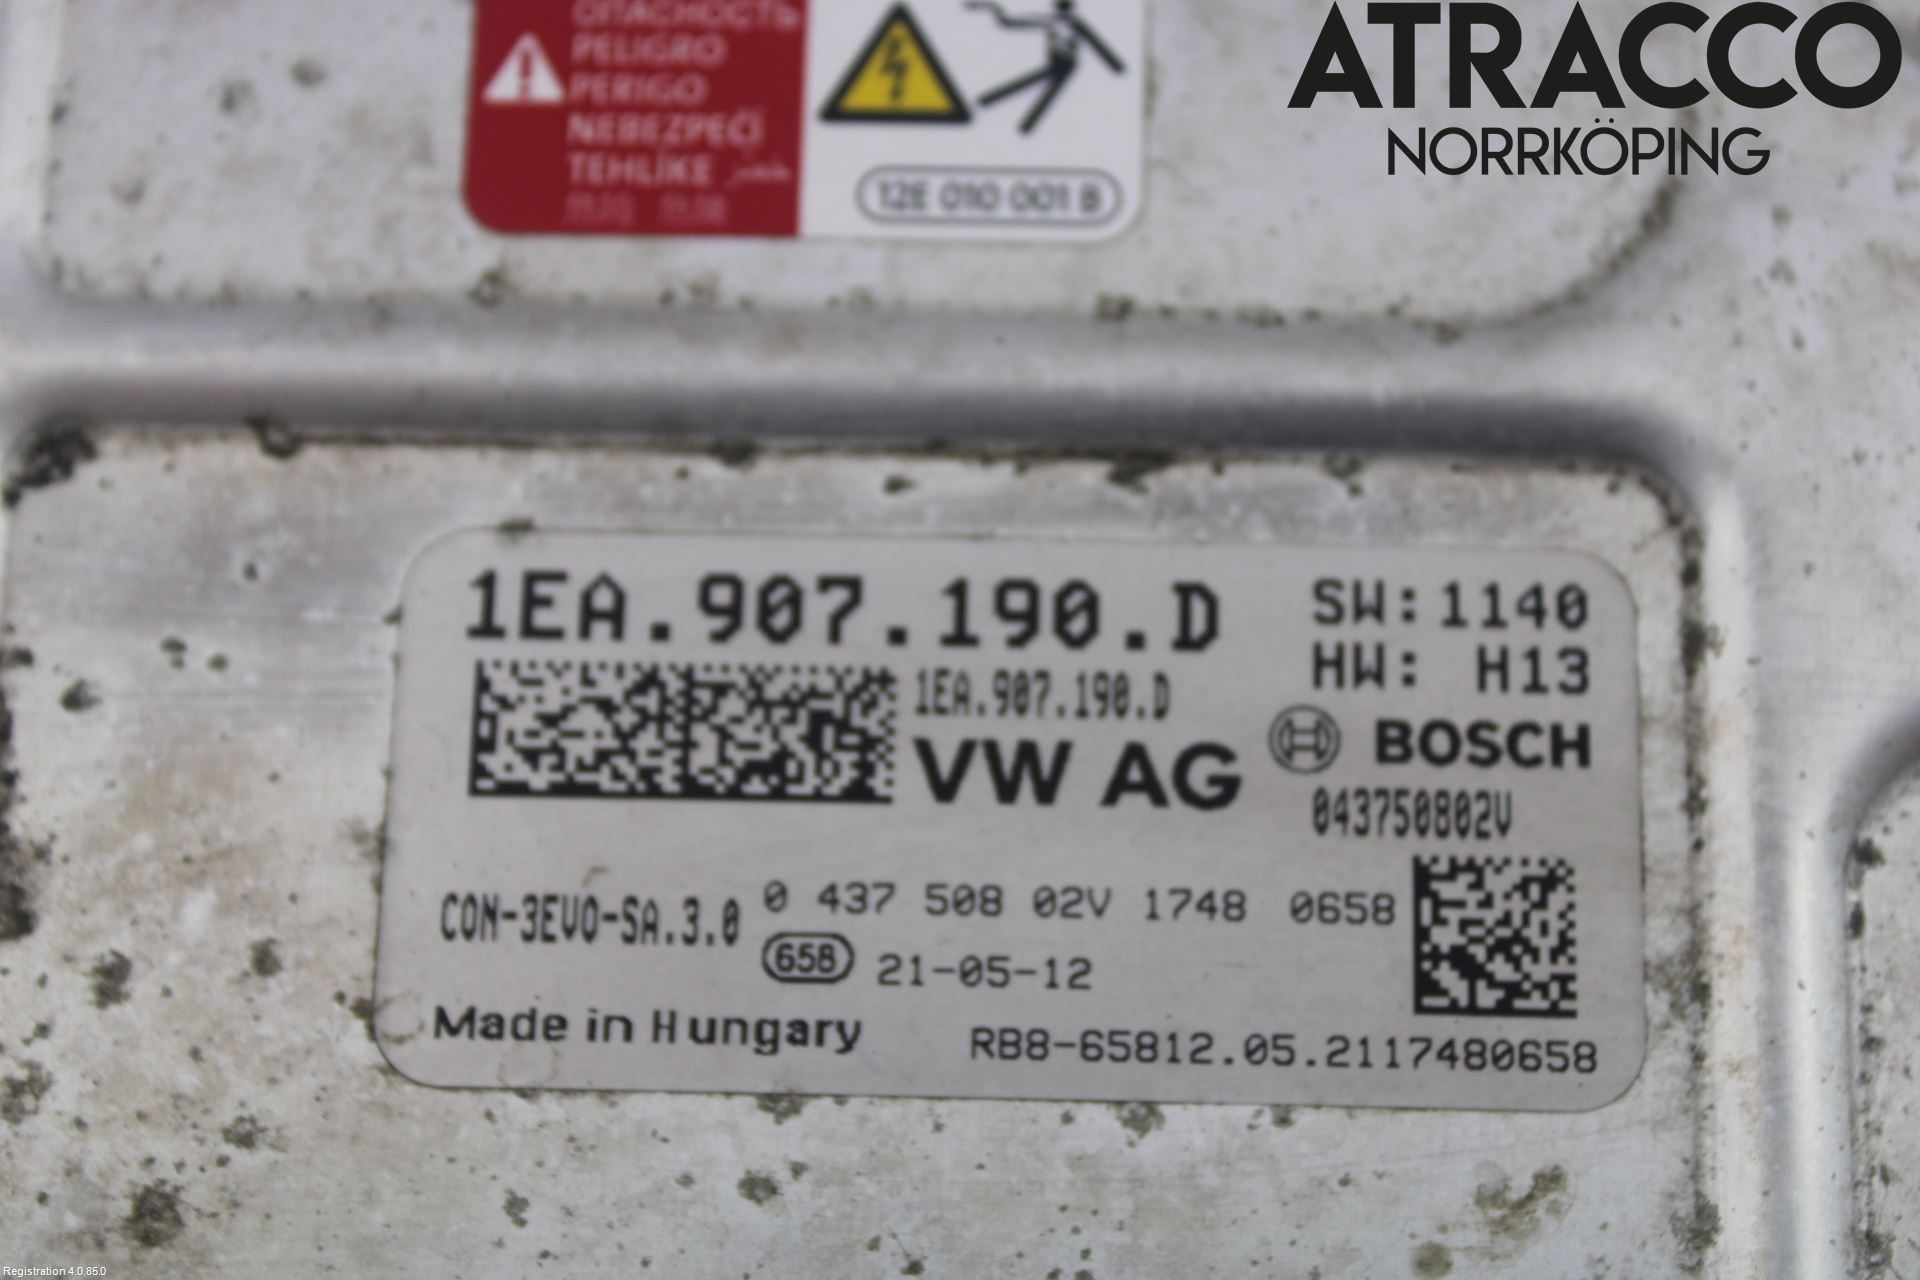 ОПАСНОСТЬ
PELIGRO
PERIGO
NEBEZPEČÍ
TEHLİKE
12E 010 001 B
ATRACCO
NORRKÖPING
1EA.907.190.D
SW:1140
HW: H13
1EA.907.190.D
VW AG
BOSCH
043750802V
CON-3EVO-SA.3.0
0 437 508 02V 1748 0658
658 21-05-12
Made in Hungary
RB8-65812.05.2117480658
Registration 4.0.85.0